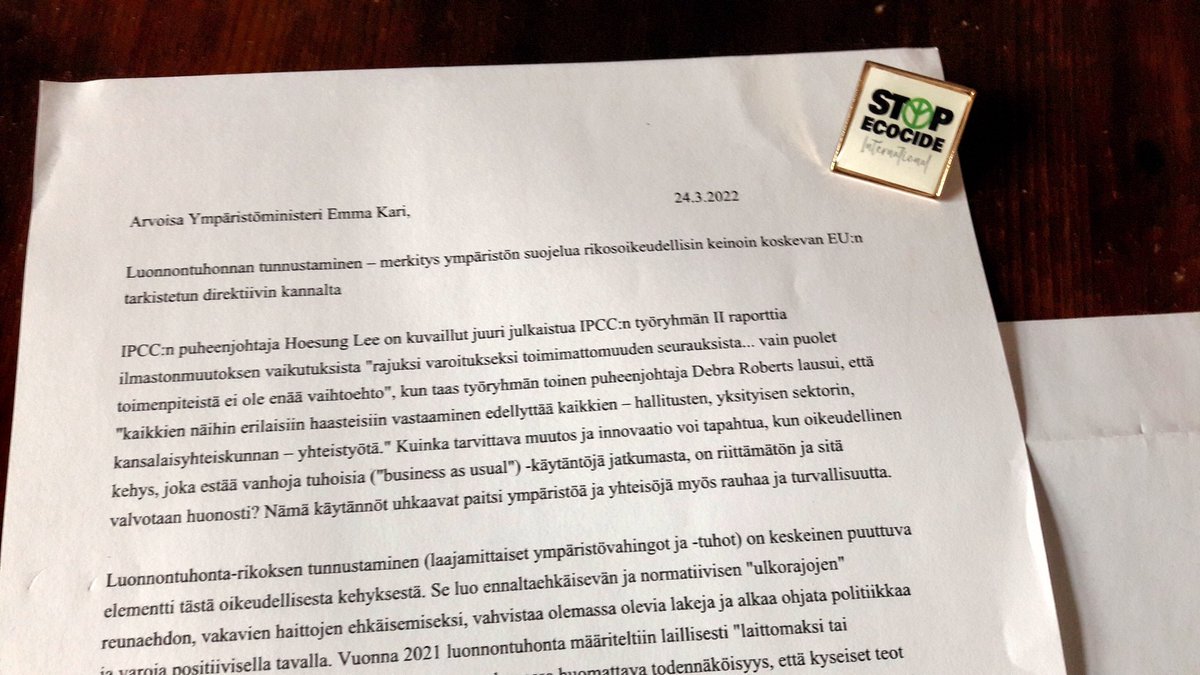 STOP
ECOCIDE
International
24.3.2022
Arvoisa Ympäristöministeri Emma Kari,
Luonnontuhonnan tunnustaminen – merkitys ympäristön suojelua rikosoikeudellisin keinoin koskevan EU:n
tarkistetun direktiivin kannalta
IPCC:n puheenjohtaja Hoesung Lee on kuvaillut juuri julkaistua IPCC:n työryhmän II raporttia
ilmastonmuutoksen vaikutuksista "rajuksi varoitukseksi toimimattomuuden seurauksista... vain puolet
toimenpiteistä ei ole enää vaihtoehto", kun taas työryhmän toinen puheenjohtaja Debra Roberts lausui, että
"kaikkien näihin erilaisiin haasteisiin vastaaminen edellyttää kaikkien – hallitusten, yksityisen sektorin,
kansalaisyhteiskunnan – yhteistyötä." Kuinka tarvittava muutos ja innovaatio voi tapahtua, kun oikeudellinen
kehys, joka estää vanhoja tuhoisia ("business as usual") -käytäntöjä jatkumasta, on riittämätön ja sitä
valvotaan huonosti? Nämä käytännöt uhkaavat paitsi ympäristöä ja yhteisöjä myös rauhaa ja turvallisuutta.
Luonnontuhonta-rikoksen tunnustaminen (laajamittaiset ympäristövahingot ja -tuhot) on keskeinen puuttuva
elementti tästä oikeudellisesta kehyksestä. Se luo ennaltaehkäisevän ja normatiivisen "ulkorajojen"
reunaehdon, vakavien haittojen ehkäisemiseksi, vahvistaa olemassa olevia lakeja ja alkaa ohjata politiikkaa
ja varoja positiivisella tavalla. Vuonna 2021 luonnontuhonta määriteltiin laillisesti "laittomaksi tai
huomattava todennäköisyys, että kyseiset teot